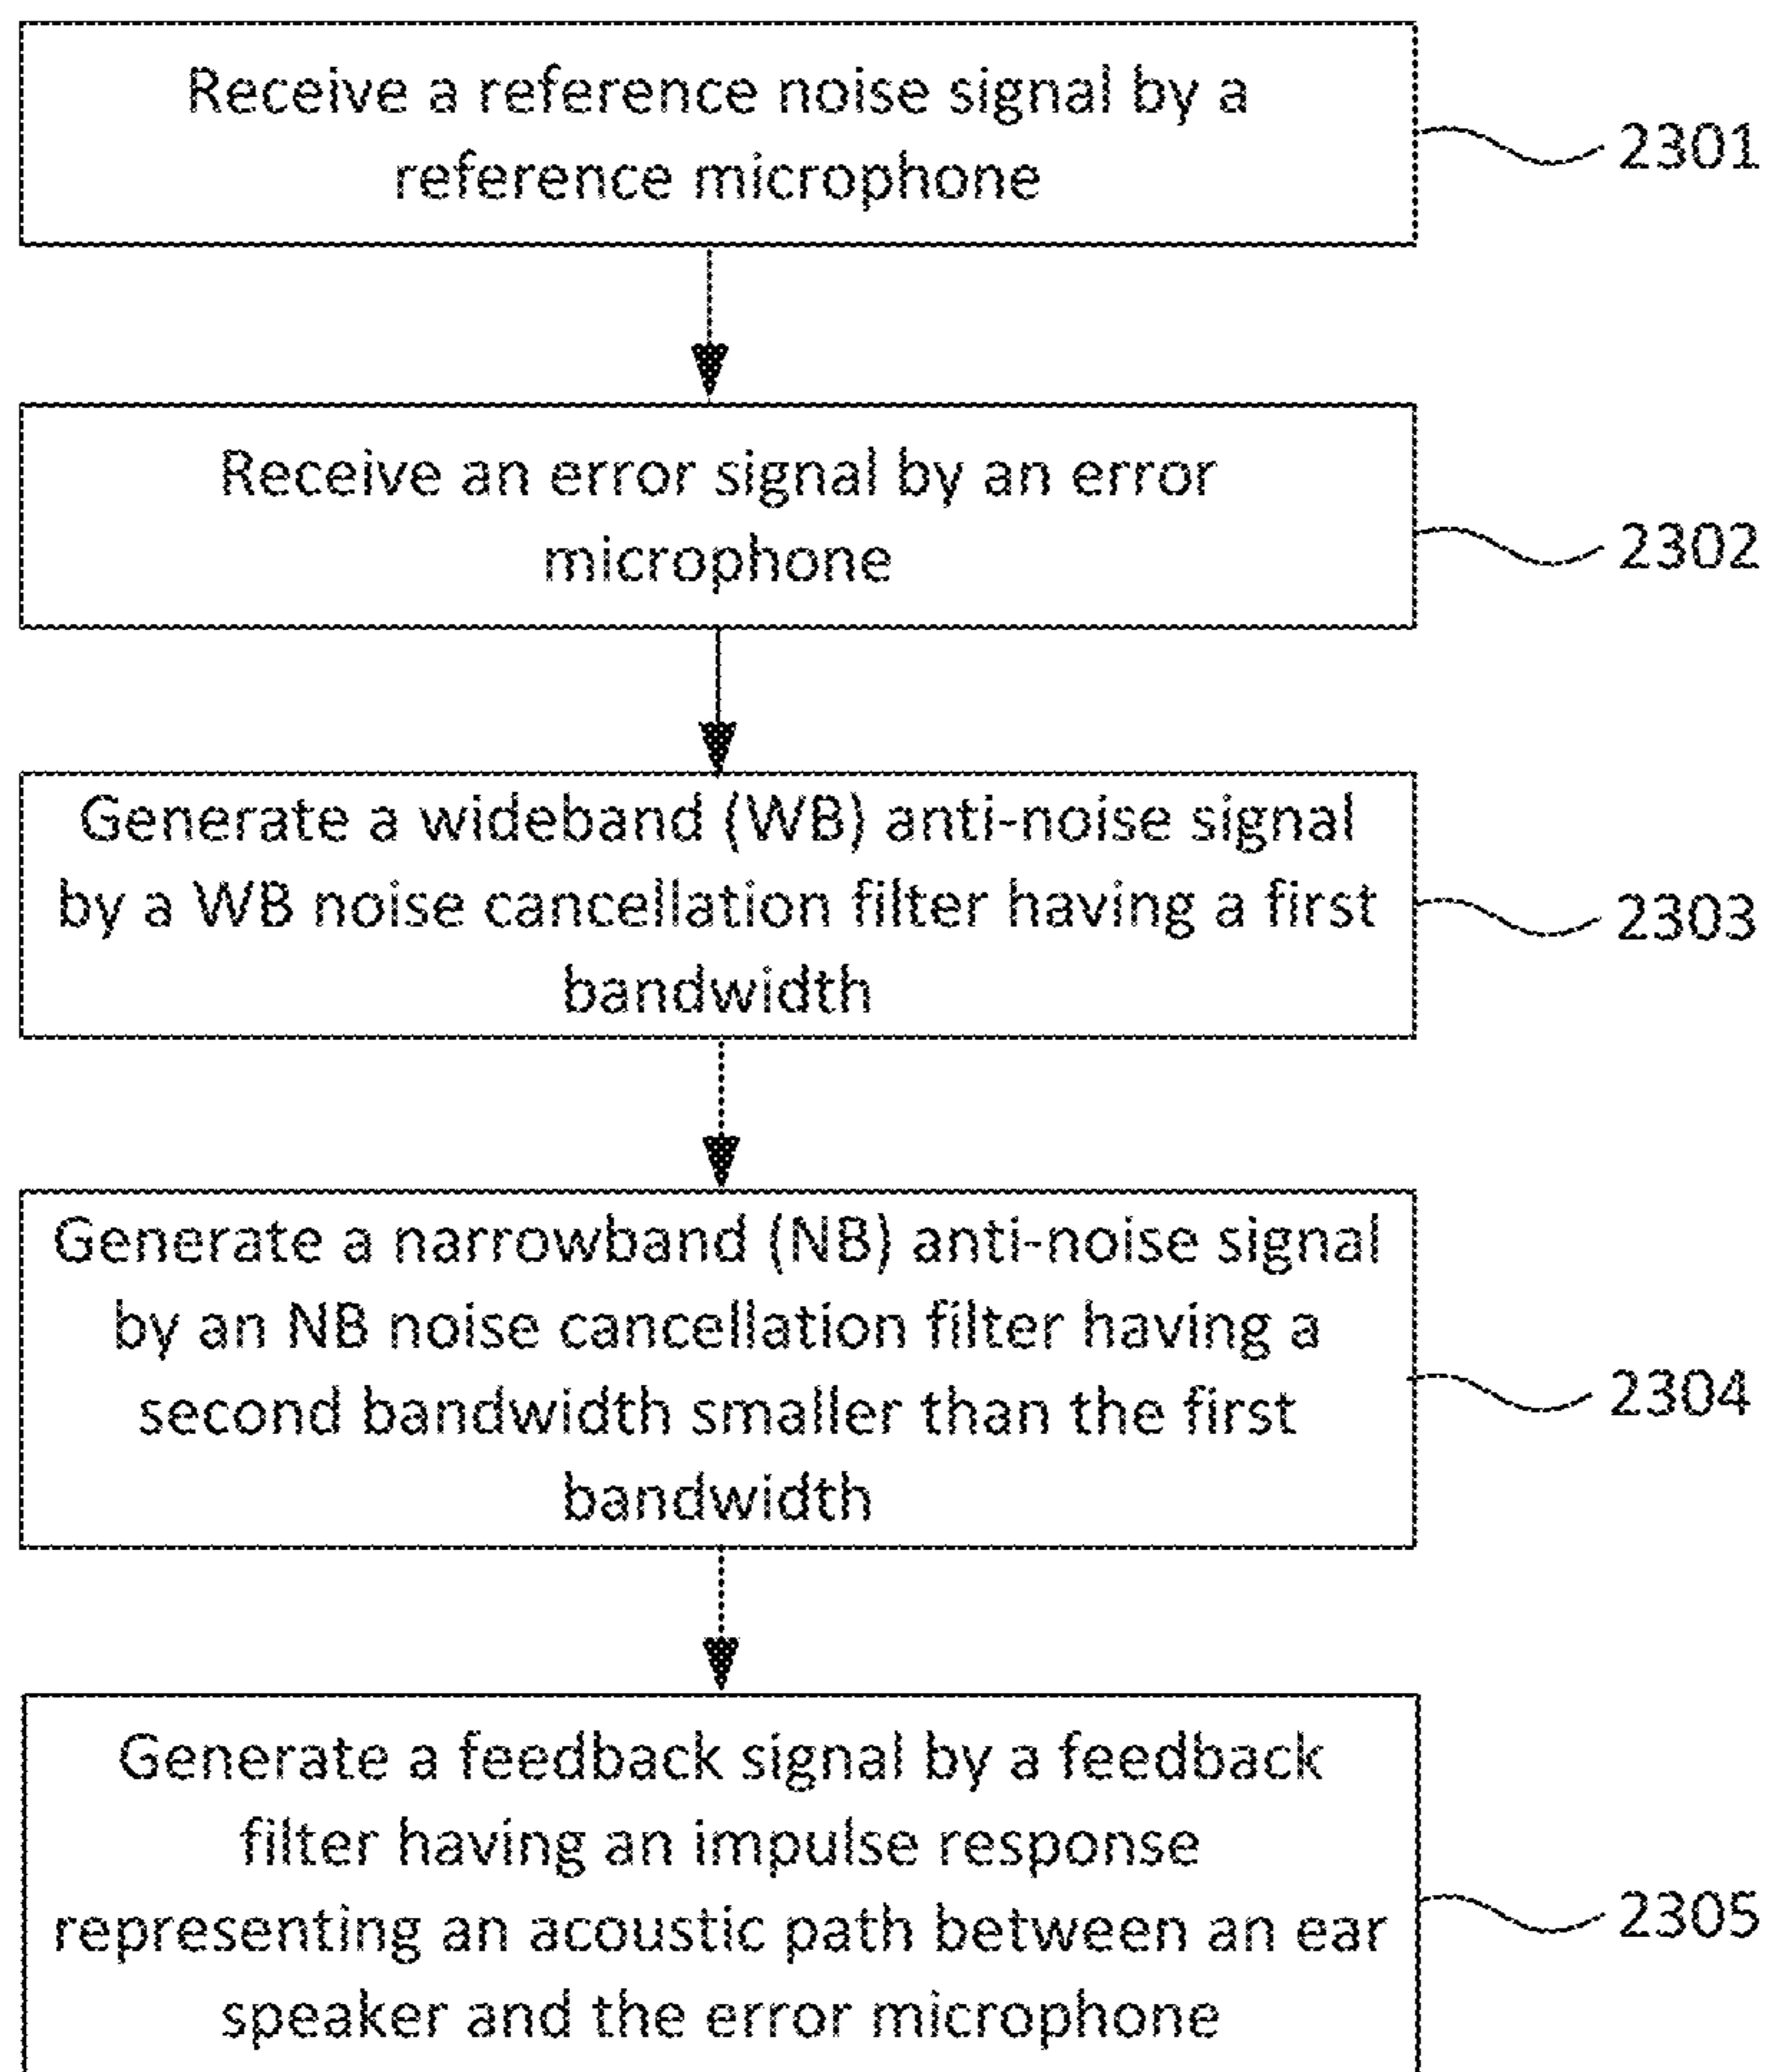 Receive a reference noise signal by a
reference microphone
2301
Receive an error signal by an error
microphone
2302
Generate a wideband (WB) anti-noise signal
by a WB noise cancellation filter having a first
bandwidth
2303
Generate a narrowband (NB) anti-noise signal
by an NB noise cancellation filter having a
second bandwidth smaller than the first
bandwidth
2304
Generate a feedback signal by a feedback
filter having an impulse response
representing an acoustic path between an ear
speaker and the error microphone
2305